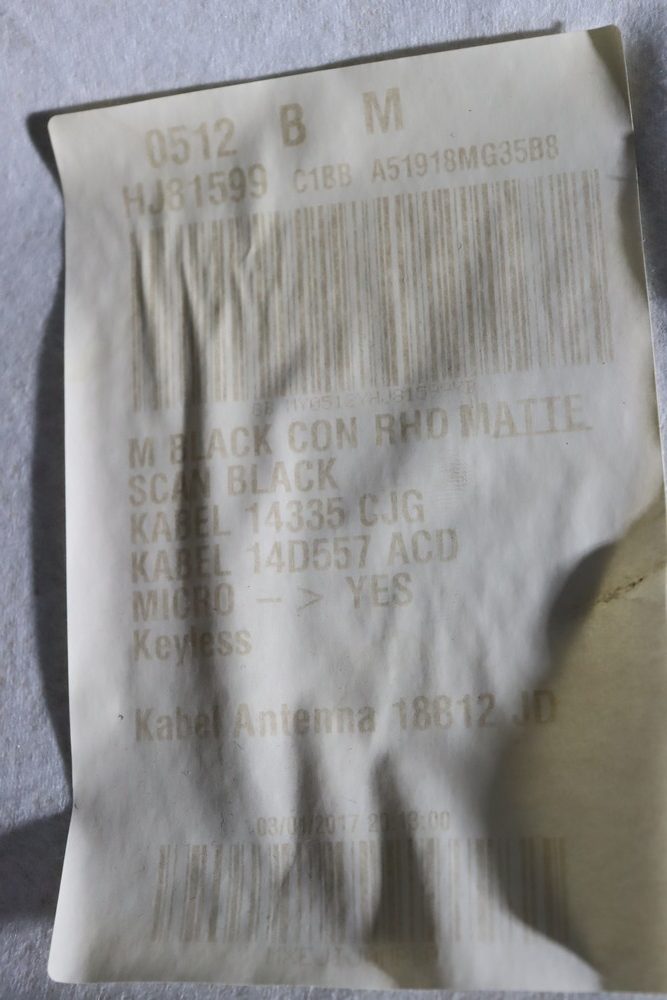 0512 B M
HJ81599 C1BB A51918MG35B8
M BLACK CON RHD MATTE
SCAN BLACK
KABEL 14335 CJG
KABEL 14D557 ACD
MICRO - > YES
Keyless
Kabel Antenna 18812 JD